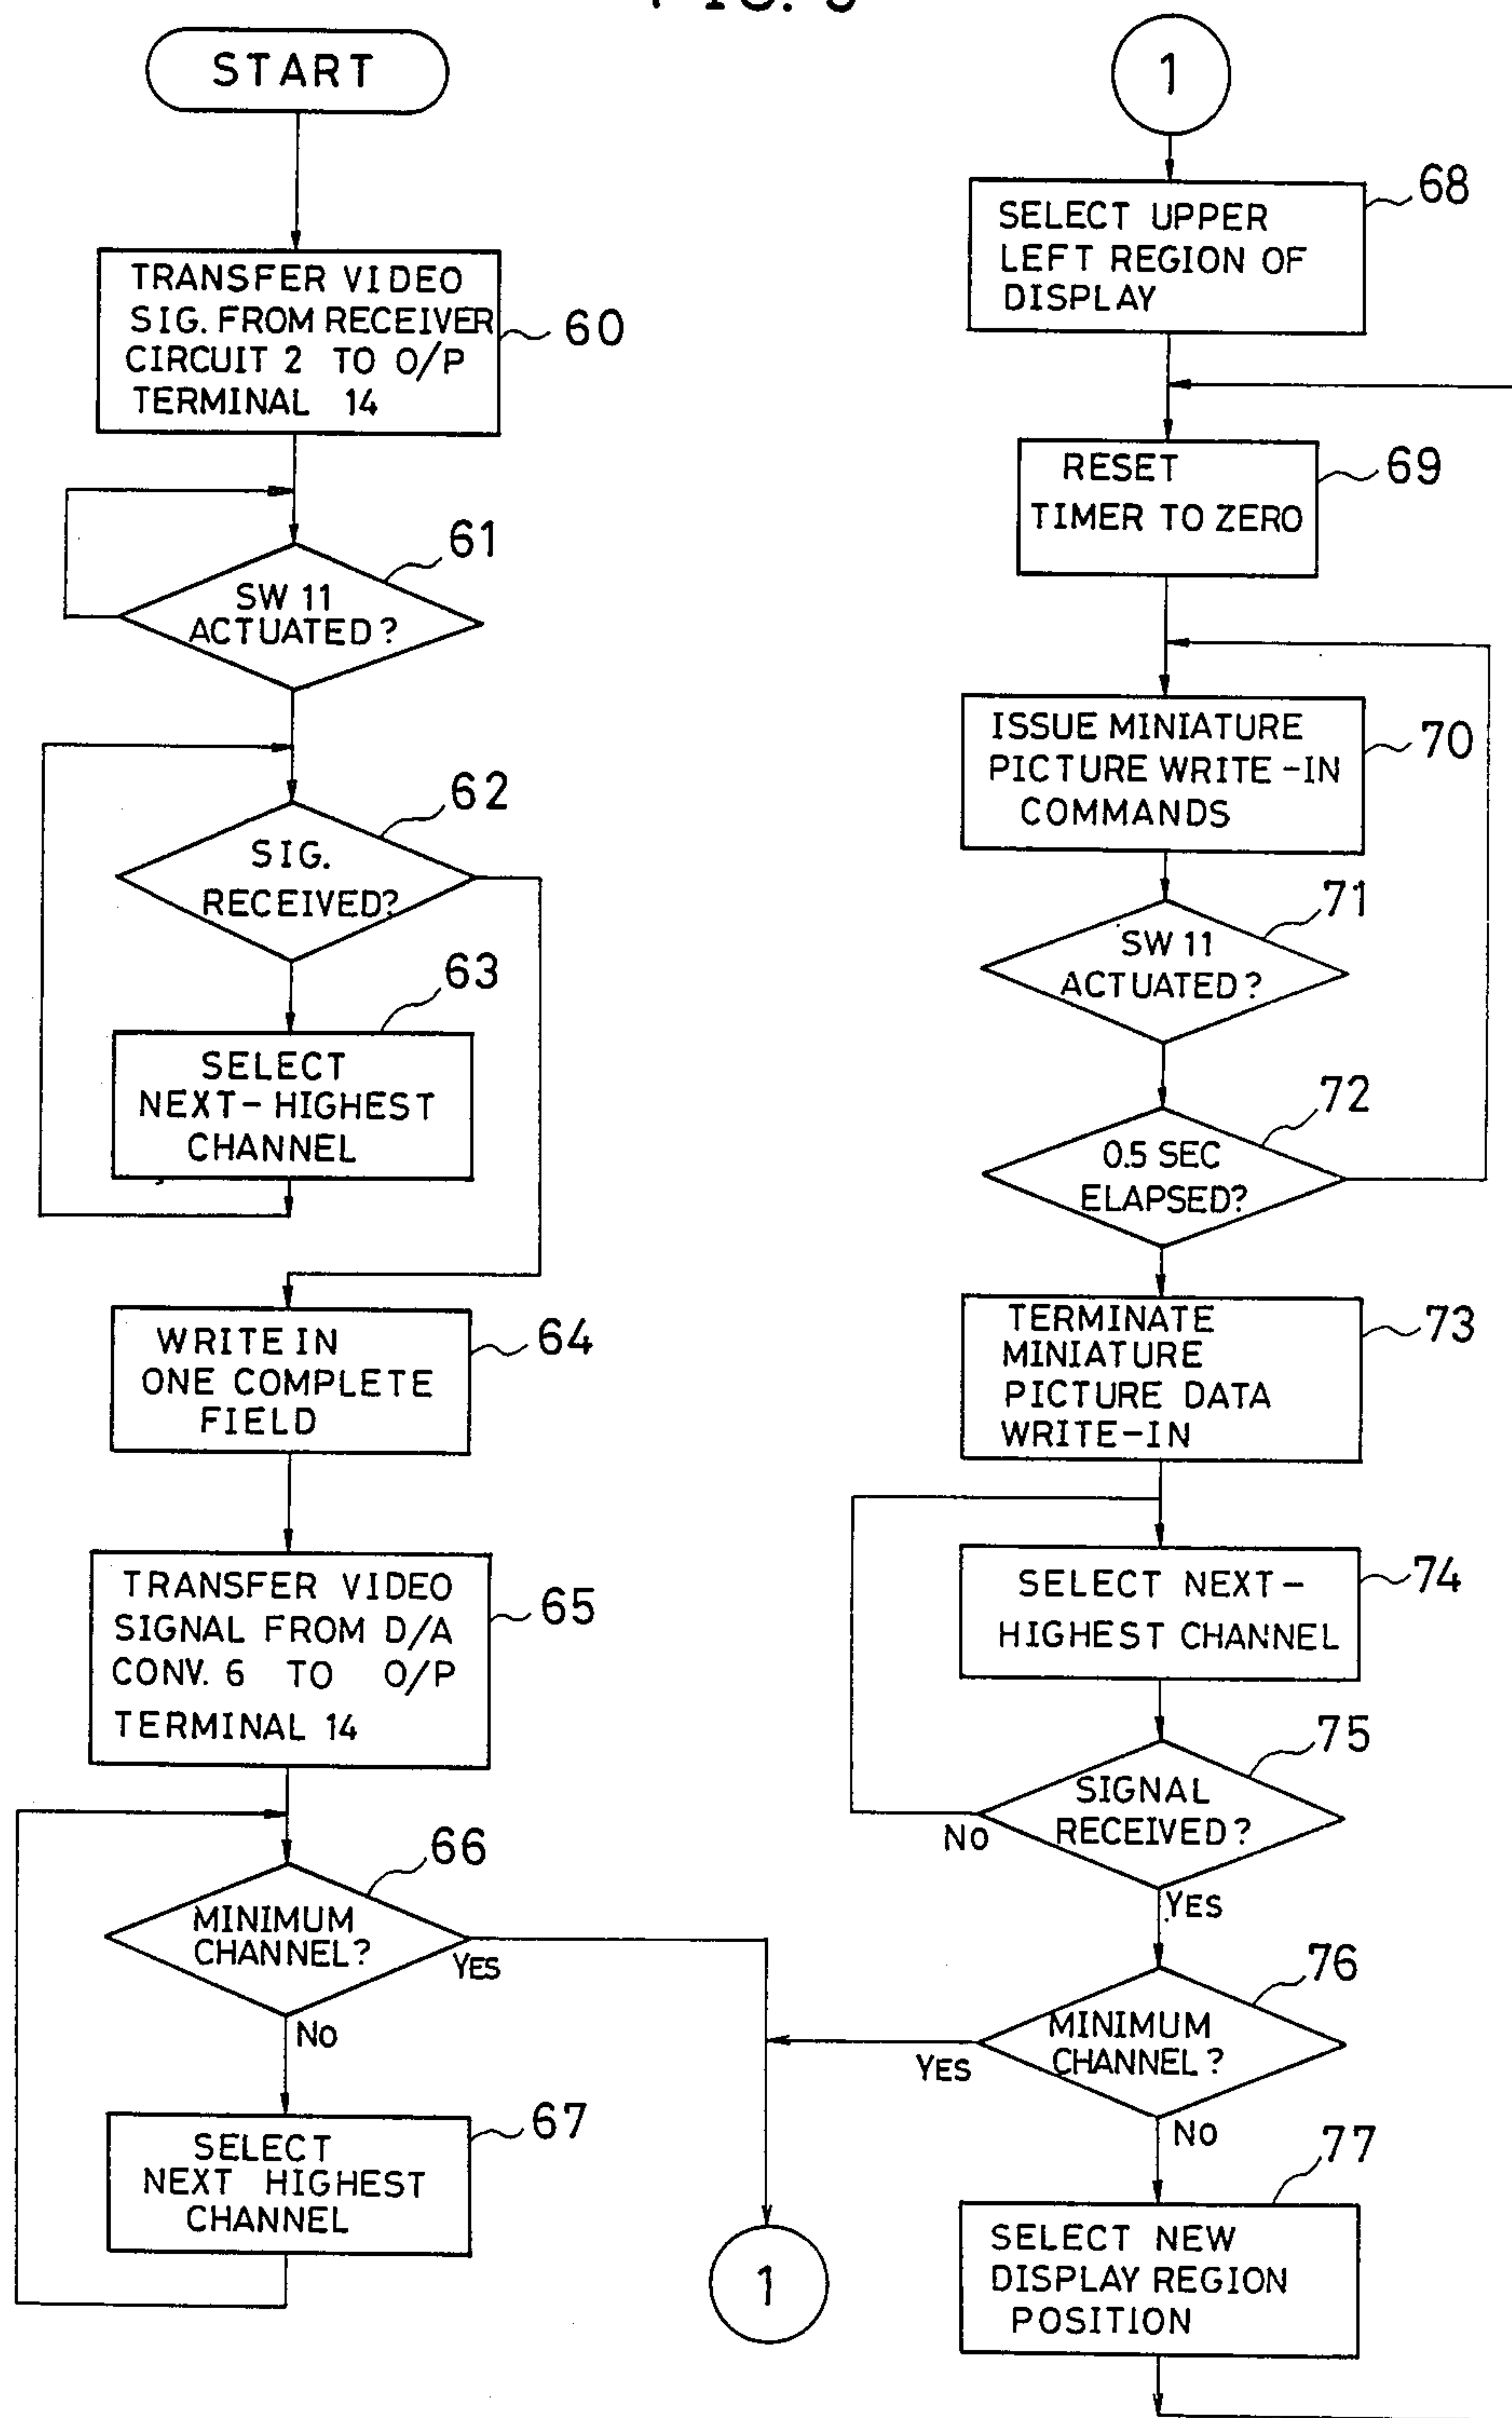 START
TRANSFER VIDEO
SIG. FROM RECEIVER
CIRCUIT 2 TO O/P
TERMINAL 14
60
61
SW 11
ACTUATED?
62
SIG.
RECEIVED?
63
SELECT
NEXT-HIGHEST
CHANNEL
64
WRITE IN
ONE COMPLETE
FIELD
TRANSFER VIDEO
SIGNAL FROM D/A
CONV. 6 TO O/P
TERMINAL 14
65
66
MINIMUM
CHANNEL?
YES
NO
67
SELECT
NEXT HIGHEST
CHANNEL
1
1
68
SELECT UPPER
LEFT REGION OF
DISPLAY
69
RESET
TIMER TO ZERO
ISSUE MINIATURE
PICTURE WRITE-IN
COMMANDS
70
71
SW 11
ACTUATED?
72
0.5 SEC
ELAPSED?
TERMINATE
MINIATURE
PICTURE DATA
WRITE-IN
73
SELECT NEXT-
HIGHEST CHANNEL
74
75
SIGNAL
RECEIVED?
NO
YES
76
MINIMUM
CHANNEL?
YES
NO
77
SELECT NEW
DISPLAY REGION
POSITION